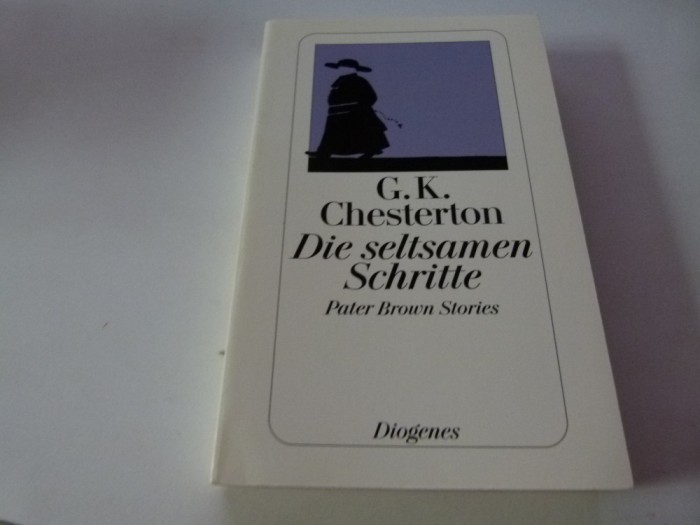 G.K.
Chesterton
Die seltsamen
Schritte
Pater Brown Stories
Diogenes